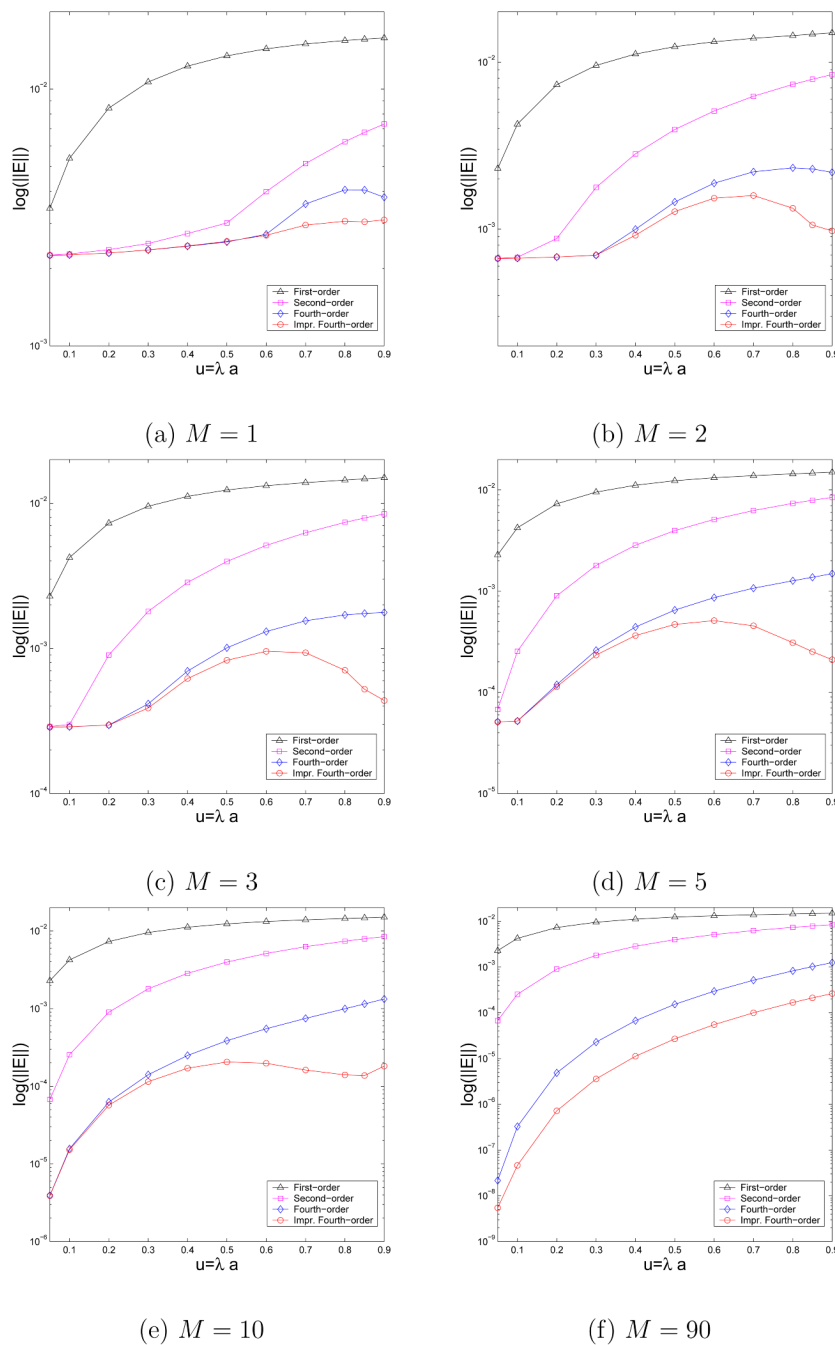 10⁻²
10⁻³
log(||E||)
0.1 0.2 0.3 0.4 0.5 0.6 0.7 0.8 0.9
u=λ a
First−order
Second−order
Fourth−order
Impr. Fourth−order
(a) M = 1
10⁻²
10⁻³
log(||E||)
0.1 0.2 0.3 0.4 0.5 0.6 0.7 0.8 0.9
u=λ a
First−order
Second−order
Fourth−order
Impr. Fourth−order
(b) M = 2
10⁻²
10⁻³
10⁻⁴
log(||E||)
0.1 0.2 0.3 0.4 0.5 0.6 0.7 0.8 0.9
u=λ a
First−order
Second−order
Fourth−order
Impr. Fourth−order
(c) M = 3
10⁻²
10⁻³
10⁻⁴
10⁻⁵
log(||E||)
0.1 0.2 0.3 0.4 0.5 0.6 0.7 0.8 0.9
u=λ a
First−order
Second−order
Fourth−order
Impr. Fourth−order
(d) M = 5
10⁻²
10⁻³
10⁻⁴
10⁻⁵
10⁻⁶
log(||E||)
0.1 0.2 0.3 0.4 0.5 0.6 0.7 0.8 0.9
u=λ a
First−order
Second−order
Fourth−order
Impr. Fourth−order
(e) M = 10
10⁻²
10⁻³
10⁻⁴
10⁻⁵
10⁻⁶
10⁻⁷
10⁻⁸
10⁻⁹
log(||E||)
0.1 0.2 0.3 0.4 0.5 0.6 0.7 0.8 0.9
u=λ a
First−order
Second−order
Fourth−order
Impr. Fourth−order
(f) M = 90